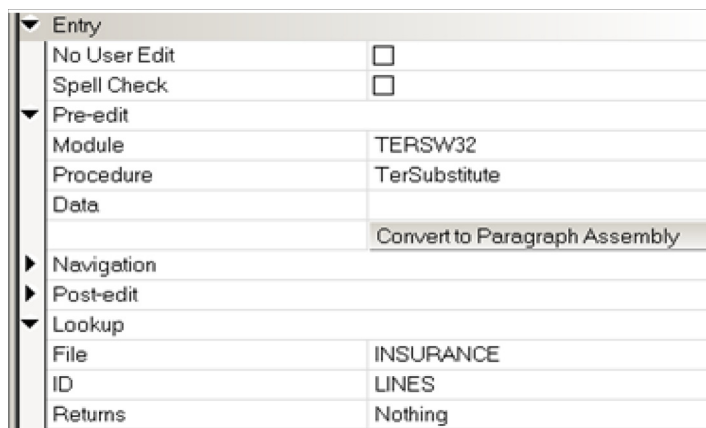 Entry
No User Edit
Spell Check
Pre-edit
Module TERSW32
Procedure TerSubstitute
Data
Convert to Paragraph Assembly
Navigation
Post-edit
Lookup
File INSURANCE
ID LINES
Returns Nothing